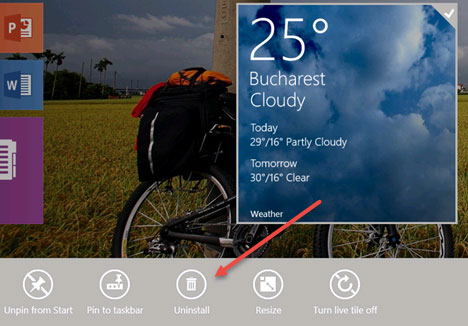 P
W
25°
Bucharest
Cloudy
Today
29°/16° Partly Cloudy
Tomorrow
30°/16° Clear
Weather
Unpin from Start
Pin to taskbar
Uninstall
Resize
Turn live tile off